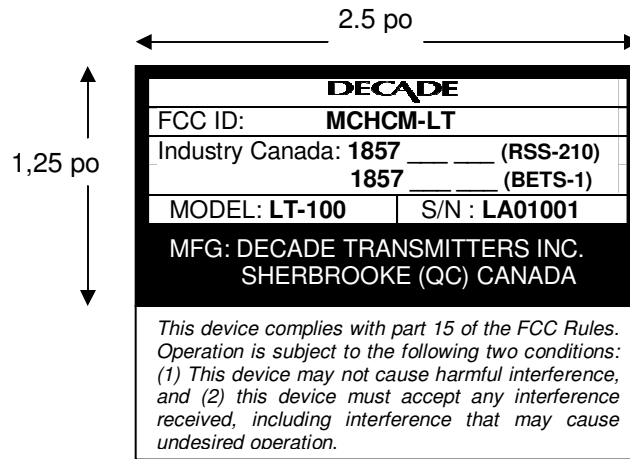 2.5 po
1,25 po
DECADE
FCC ID: MCHCM-LT
Industry Canada: 1857 ___ ___ (RSS-210)
1857 ___ ___ (BETS-1)
MODEL: LT-100 S/N : LA01001
MFG: DECADE TRANSMITTERS INC.
SHERBROOKE (QC) CANADA
This device complies with part 15 of the FCC Rules.
Operation is subject to the following two conditions:
(1) This device may not cause harmful interference,
and (2) this device must accept any interference
received, including interference that may cause
undesired operation.